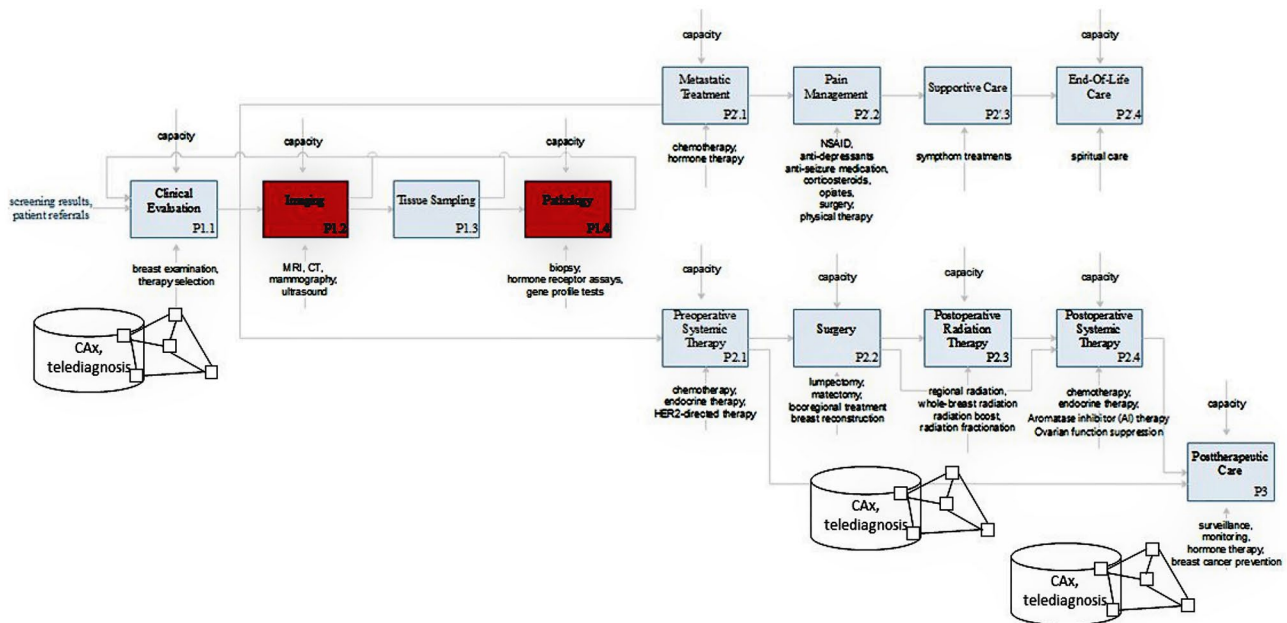 capacity
capacity
Metastatic
Treatment
P2'.1
Pain
Management
P2'.2
Supportive Care
P2'.3
End-Of-Life
Care
P2'.4
chemotherapy,
hormone therapy
NSAID,
anti-depressants
anti-seizure medication,
corticosteroids,
opiates,
surgery,
physical therapy
sympthom treatments
spiritual care
capacity
capacity
capacity
screening results,
patient referrals
Clinical
Evaluation
P1.1
Imaging
P1.2
Tissue Sampling
P1.3
Pathology
P1.4
breast examination,
therapy selection
MRI, CT,
mammography,
ultrasound
biopsy,
hormone receptor assays,
gene profile tests
CAx,
telediagnosis
capacity
capacity
capacity
capacity
Preoperative
Systemic
Therapy
P2.1
Surgery
P2.2
Postoperative
Radiation
Therapy
P2.3
Postoperative
Systemic
Therapy
P2.4
chemotherapy,
endocrine therapy,
HER2-directed therapy
lumpectomy,
matectomy,
locoregional treatment
breast reconstruction
regional radiation,
whole-breast radiation
radiation boost,
radiation fractionation
chemotherapy,
endocrine therapy,
Aromatase inhibitor (AI) therapy
Ovarian function suppression
capacity
Posttherapeutic
Care
P3
surveillance,
monitoring,
hormone therapy,
breast cancer prevention
CAx,
telediagnosis
CAx,
telediagnosis